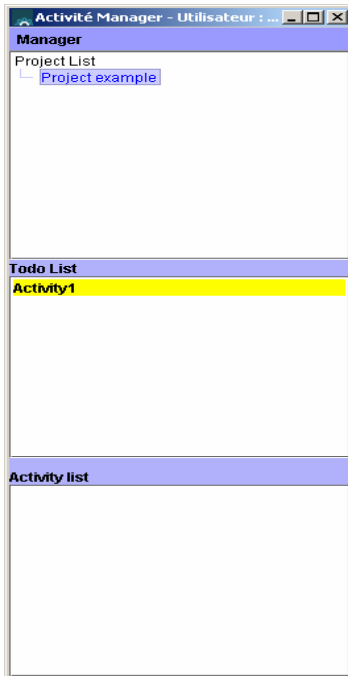 Activité Manager - Utilisateur : ...
Manager
Project List
Project example
Todo List
Activity1
Activity list